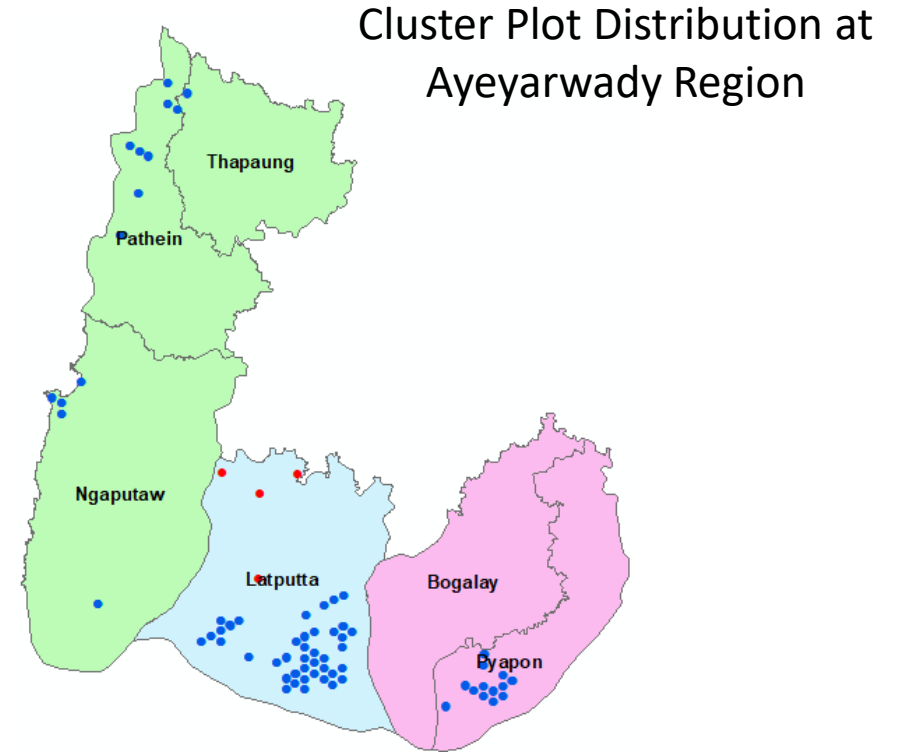 Cluster Plot Distribution at
Ayeyarwady Region
Thapaung
Pathein
Ngaputaw
Latputta
Bogalay
Pyapon